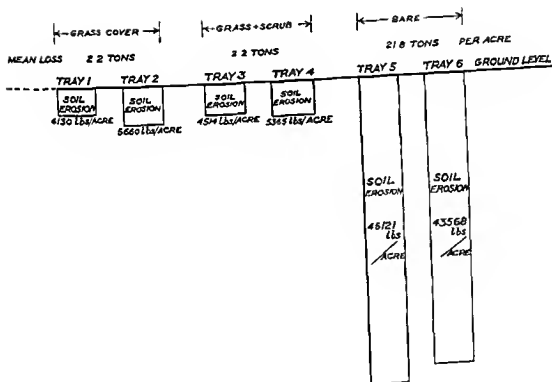 GRASS COVER
GRASS+SCRUB
BARE
MEAN LOSS 2 2 TONS 2 2 TONS 21 8 TONS PER ACRE
TRAY 1 TRAY 2 TRAY 3 TRAY 4 TRAY 5 TRAY 6 GROUND LEVEL
SOIL EROSION
4130 lbs/ACRE
SOIL EROSION
5660 lbs/ACRE
SOIL EROSION
4514 lbs/ACRE
SOIL EROSION
5345 lbs/ACRE
SOIL EROSION
46121 lbs /ACRE
SOIL EROSION
43568 lbs /ACRE